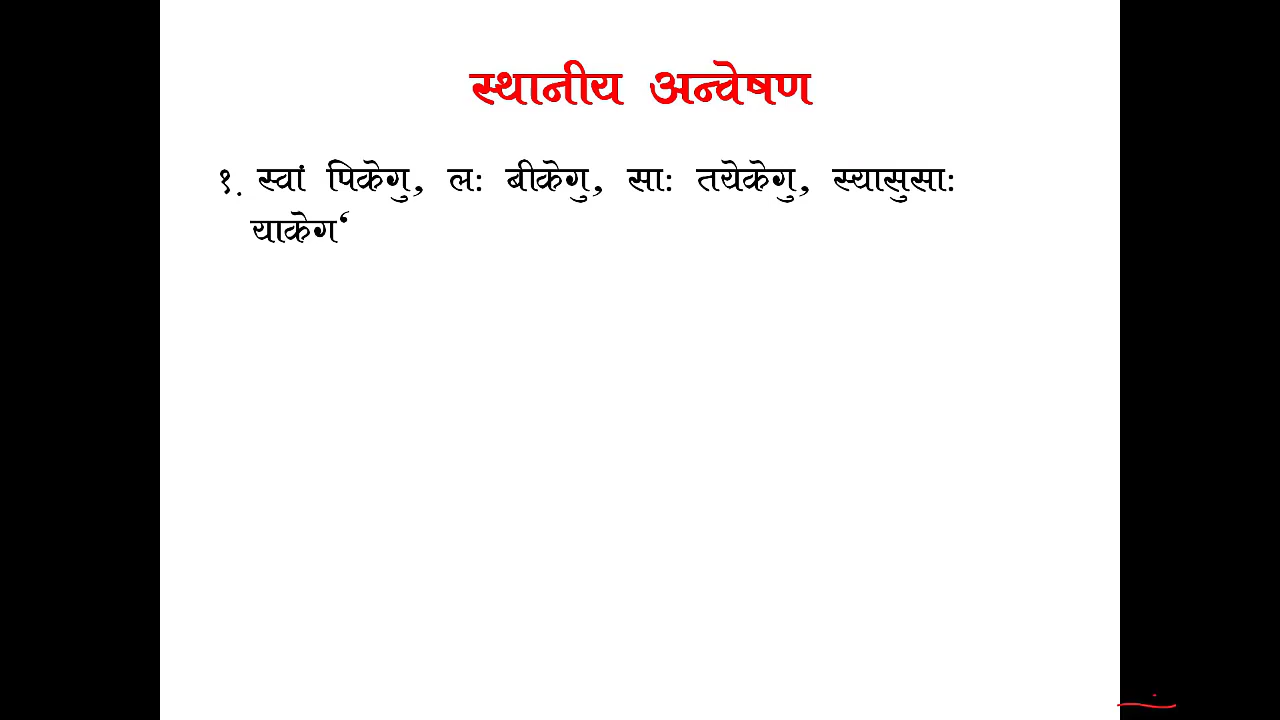 स्थानीय अन्वेषण
१. स्वां पिकेगु, लः बीकेगु, साः तयेकेगु, स्यासुसाः
याकेग‘